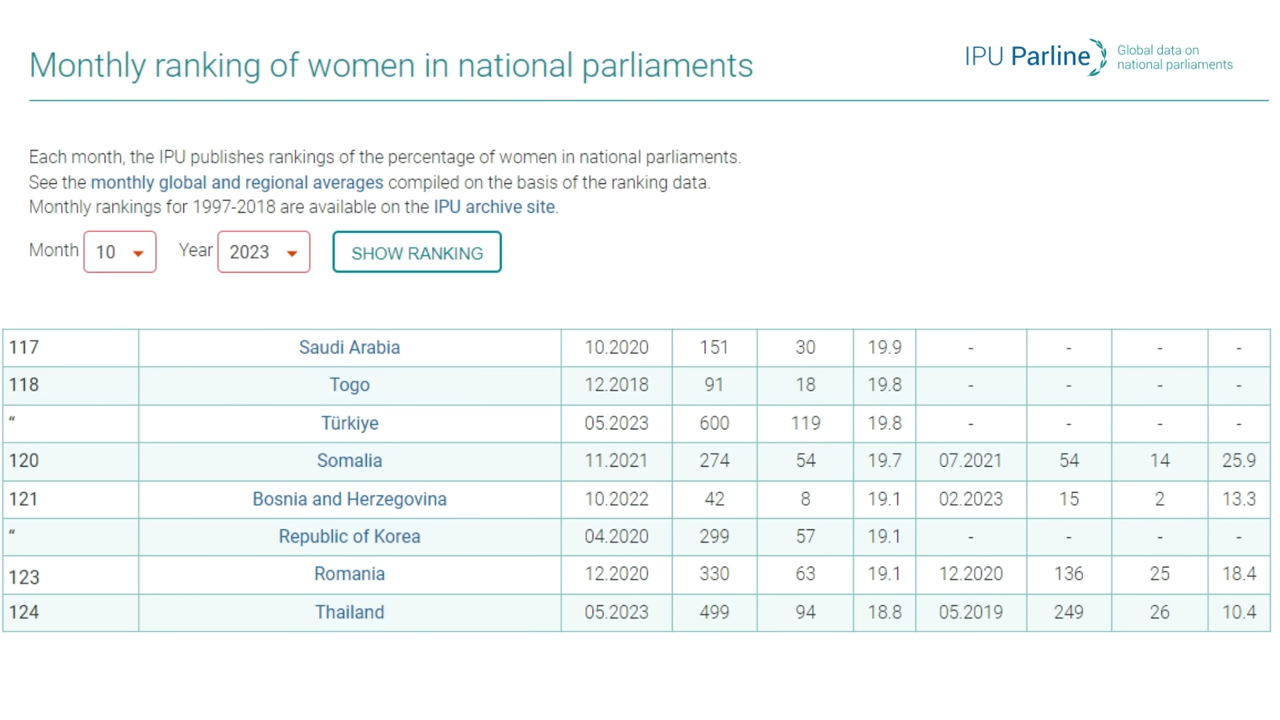 Monthly ranking of women in national parliaments
IPU Parline
Global data on
national parliaments
Each month, the IPU publishes rankings of the percentage of women in national parliaments.
See the monthly global and regional averages compiled on the basis of the ranking data.
Monthly rankings for 1997-2018 are available on the IPU archive site.
Month 10 Year 2023 SHOW RANKING
117 Saudi Arabia 10.2020 151 30 19.9 - - - -
118 Togo 12.2018 91 18 19.8 - - - -
“ Türkiye 05.2023 600 119 19.8 - - - -
120 Somalia 11.2021 274 54 19.7 07.2021 54 14 25.9
121 Bosnia and Herzegovina 10.2022 42 8 19.1 02.2023 15 2 13.3
“ Republic of Korea 04.2020 299 57 19.1 - - - -
123 Romania 12.2020 330 63 19.1 12.2020 136 25 18.4
124 Thailand 05.2023 499 94 18.8 05.2019 249 26 10.4